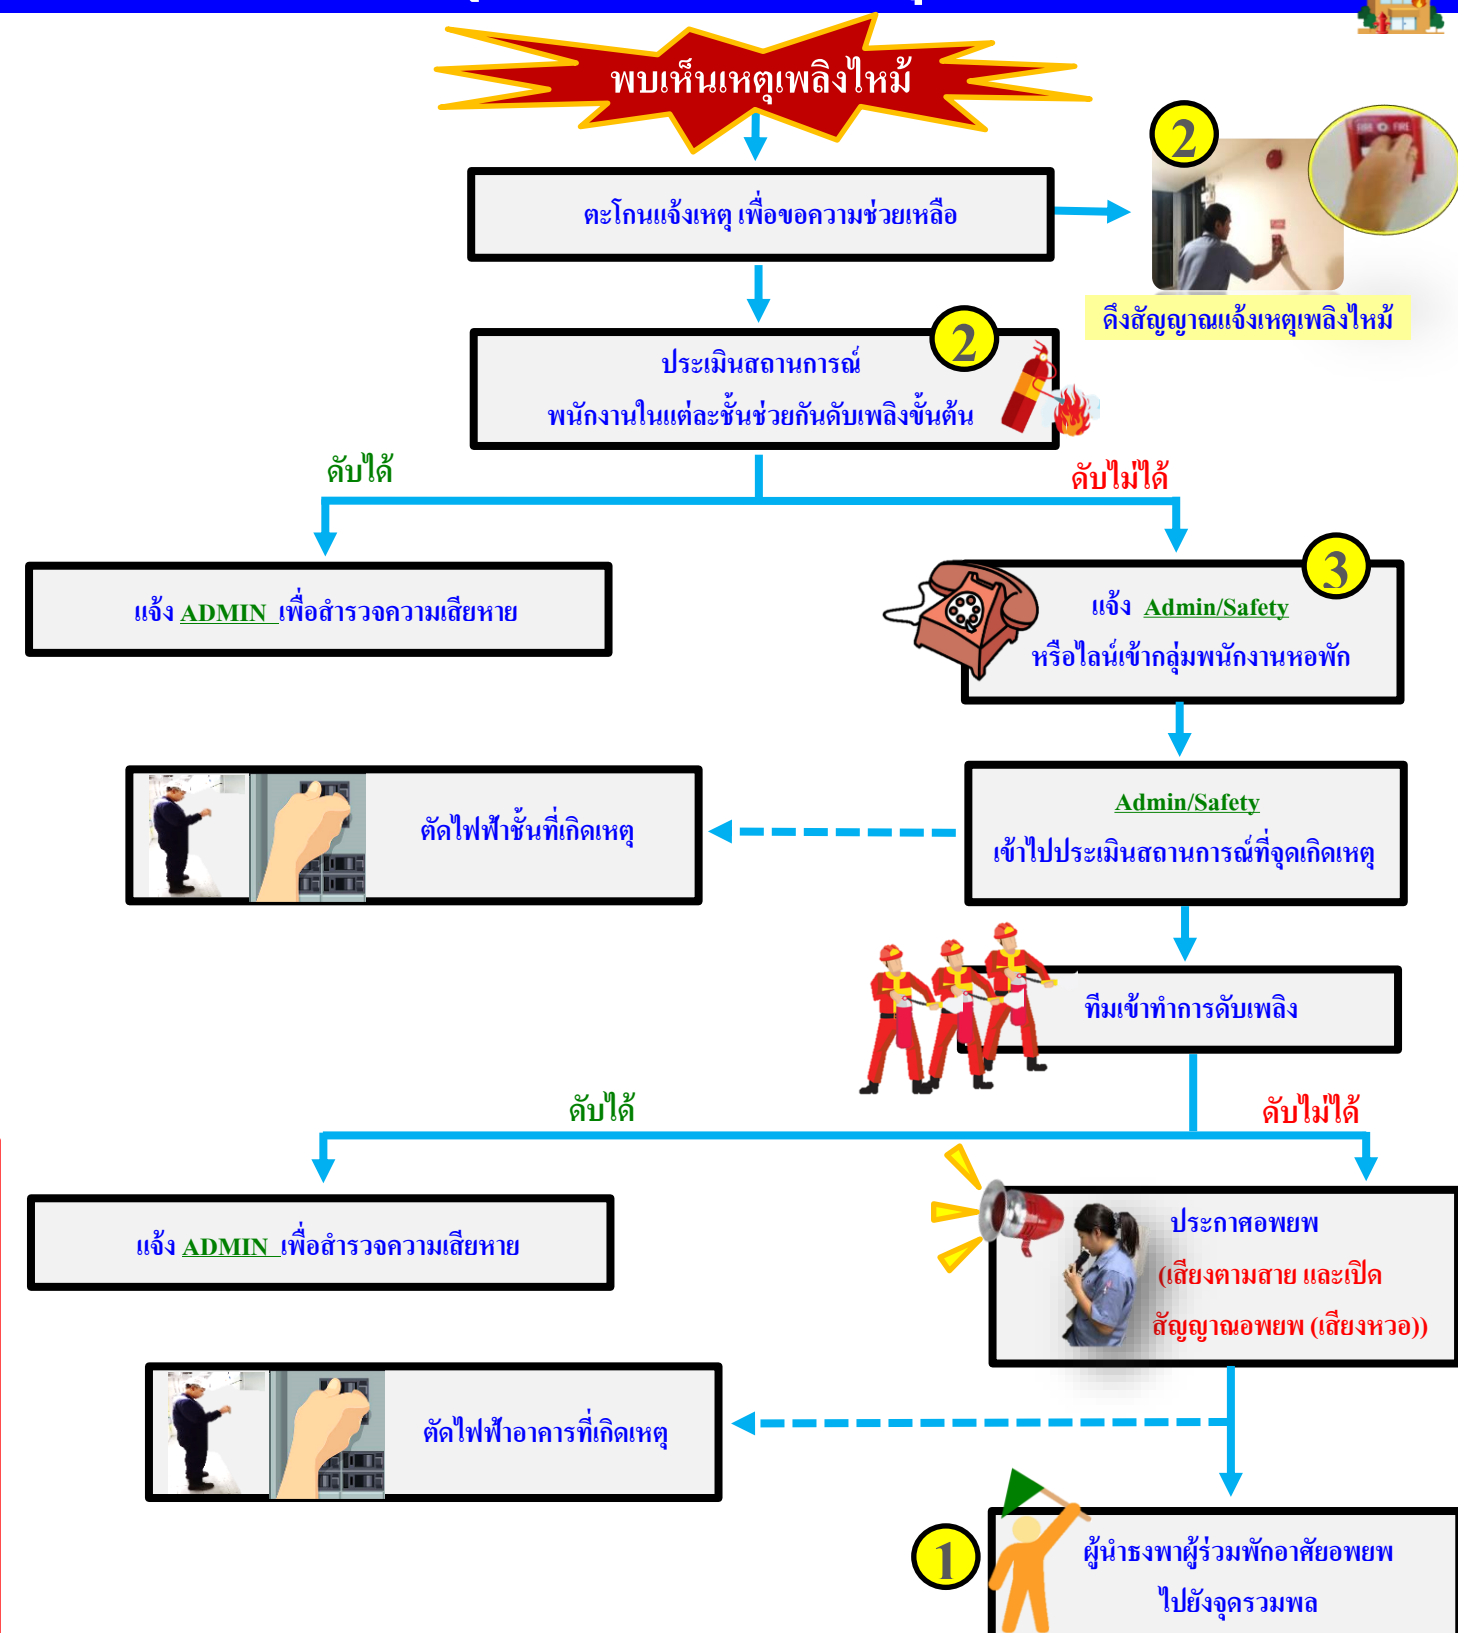 พบเห็นเหตุเพลิงไหม้
2
FIRE FIRE
ตะโกนแจ้งเหตุ เพื่อขอความช่วยเหลือ
ดึงสัญญาณแจ้งเหตุเพลิงไหม้
2
ประเมินสถานการณ์
พนักงานในแต่ละชั้นช่วยกันดับเพลิงขั้นต้น
ดับได้
ดับไม่ได้
3
แจ้ง ADMIN เพื่อสำรวจความเสียหาย
แจ้ง Admin/Safety
หรือไลน์เข้ากลุ่มพนักงานหอพัก
ตัดไฟฟ้าชั้นที่เกิดเหตุ
Admin/Safety
เข้าไปประเมินสถานการณ์ที่จุดเกิดเหตุ
ทีมเข้าทำการดับเพลิง
ดับได้
ดับไม่ได้
แจ้ง ADMIN เพื่อสำรวจความเสียหาย
ประกาศอพยพ
(เสียงตามสาย และเปิด
สัญญาณอพยพ (เสียงหวอ))
ตัดไฟฟ้าอาคารที่เกิดเหตุ
1
ผู้นำธงพาผู้ร่วมพักอาศัยอพยพ
ไปยังจุดรวมพล